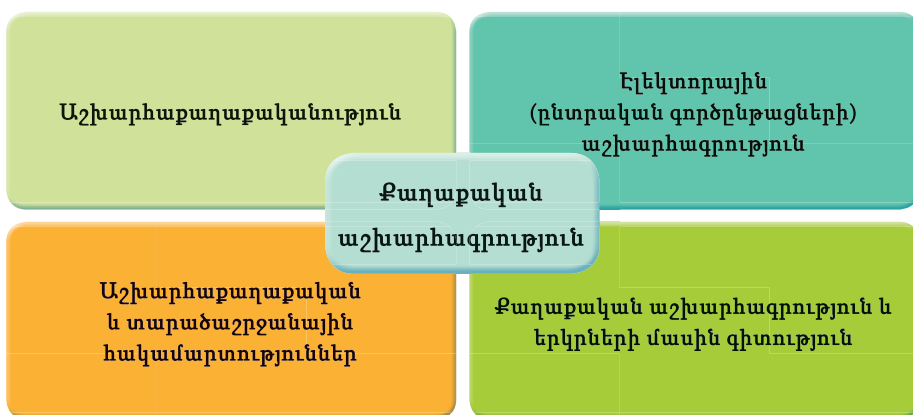 Աշխարհաքաղաքականություն
Էլեկտորային
(ընտրական գործընթացների)
աշխարհագրություն
Քաղաքական
աշխարհագրություն
Աշխարհաքաղաքական
և տարածաշրջանային
հակամարտություններ
Քաղաքական աշխարհագրություն և
երկրների մասին գիտություն